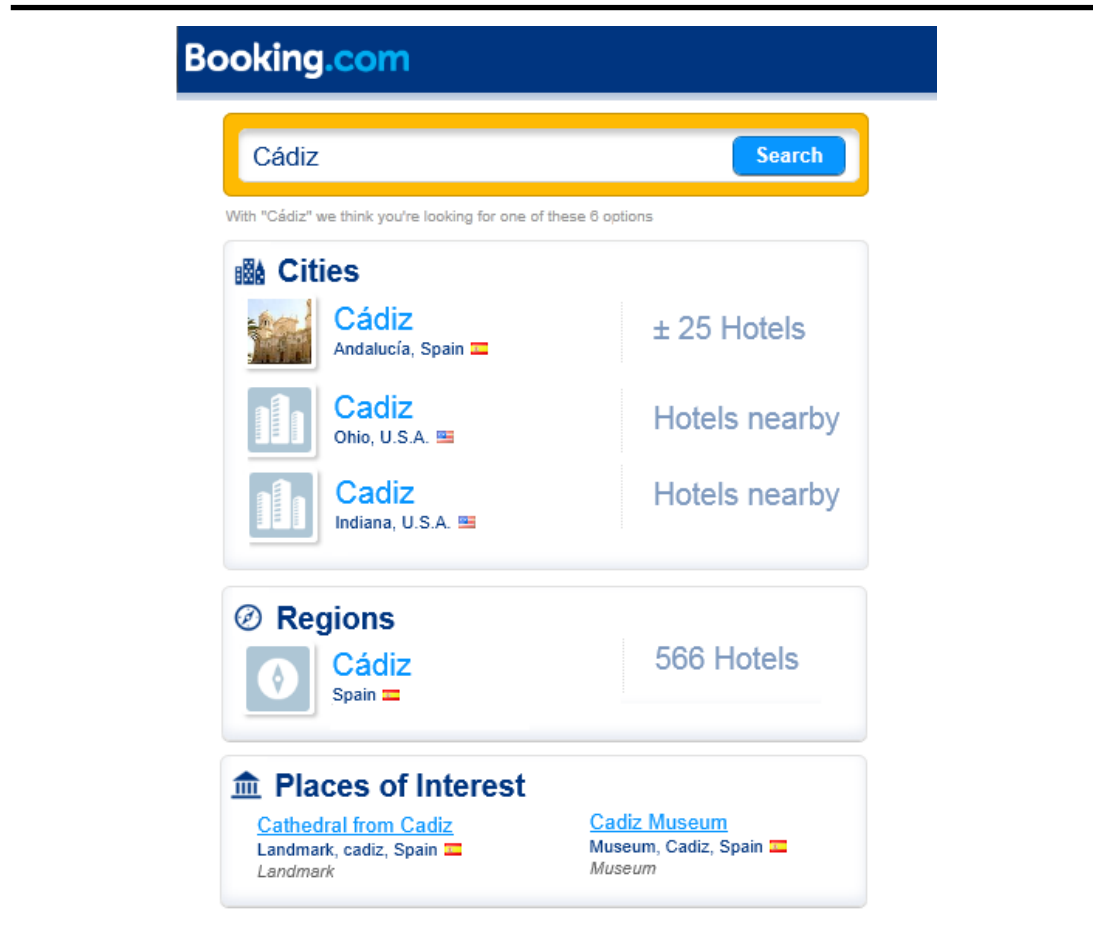 Booking.com
Cádiz
Search
With "Cádiz" we think you're looking for one of these 6 options
Cities
Cádiz
Andalucía, Spain
± 25 Hotels
Cadiz
Ohio, U.S.A.
Hotels nearby
Cadiz
Indiana, U.S.A.
Hotels nearby
Regions
Cádiz
Spain
566 Hotels
Places of Interest
Cathedral from Cadiz
Landmark, cadiz, Spain
Landmark
Cadiz Museum
Museum, Cadiz, Spain
Museum